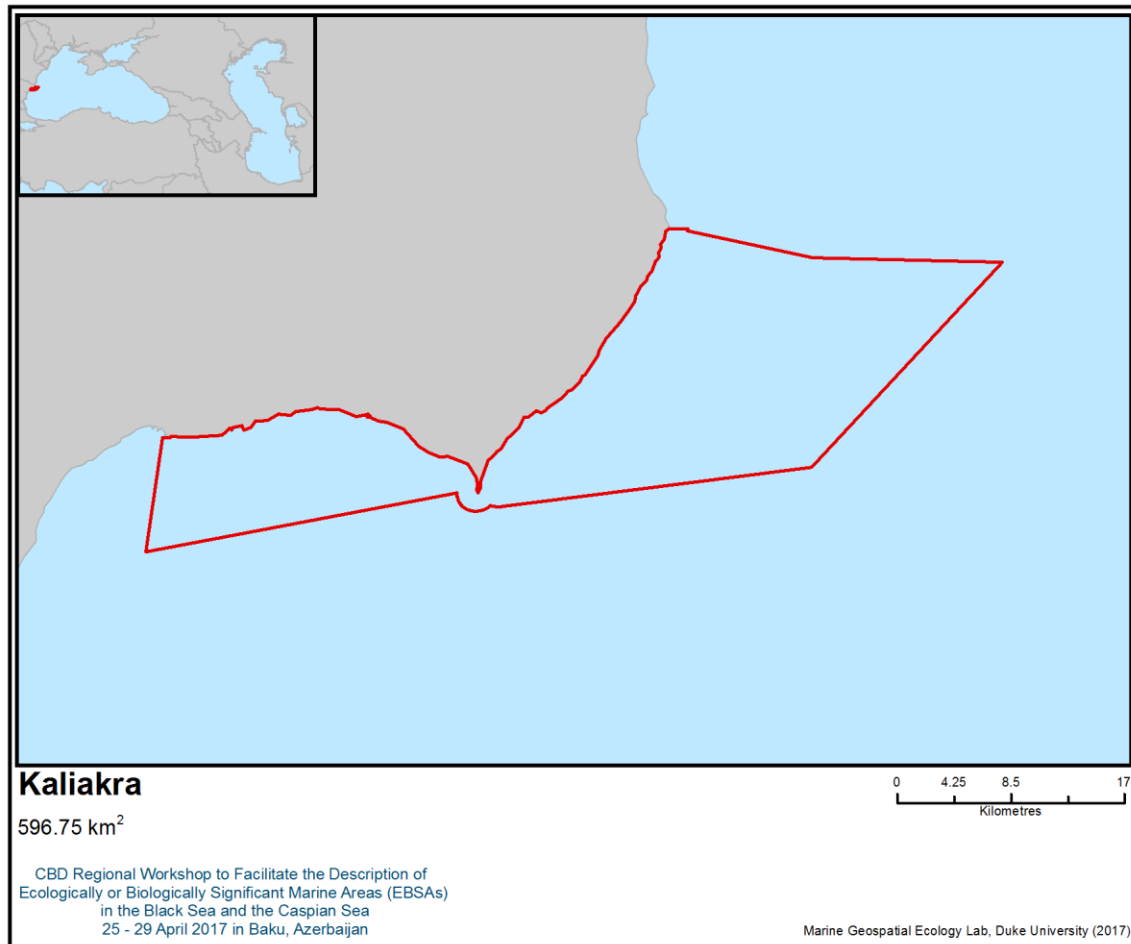 Kaliakra
596.75 km²
0 4.25 8.5 17
Kilometres
CBD Regional Workshop to Facilitate the Description of
Ecologically or Biologically Significant Marine Areas (EBSAs)
in the Black Sea and the Caspian Sea
25 - 29 April 2017 in Baku, Azerbaijan
Marine Geospatial Ecology Lab, Duke University (2017)